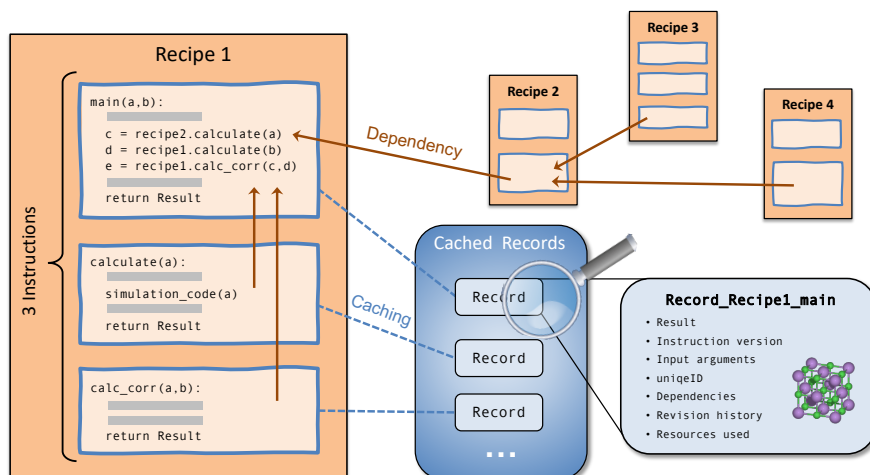 Recipe 1
3 Instructions
main(a,b):
c = recipe2.calculate(a)
d = recipe1.calculate(b)
e = recipe1.calc_corr(c,d)
return Result
calculate(a):
simulation_code(a)
return Result
calc_corr(a,b):
return Result
Dependency
Caching
Recipe 2
Recipe 3
Recipe 4
Cached Records
Record
Record
Record
...
Record_Recipe1_main
• Result
• Instruction version
• Input arguments
• uniqeID
• Dependencies
• Revision history
• Resources used